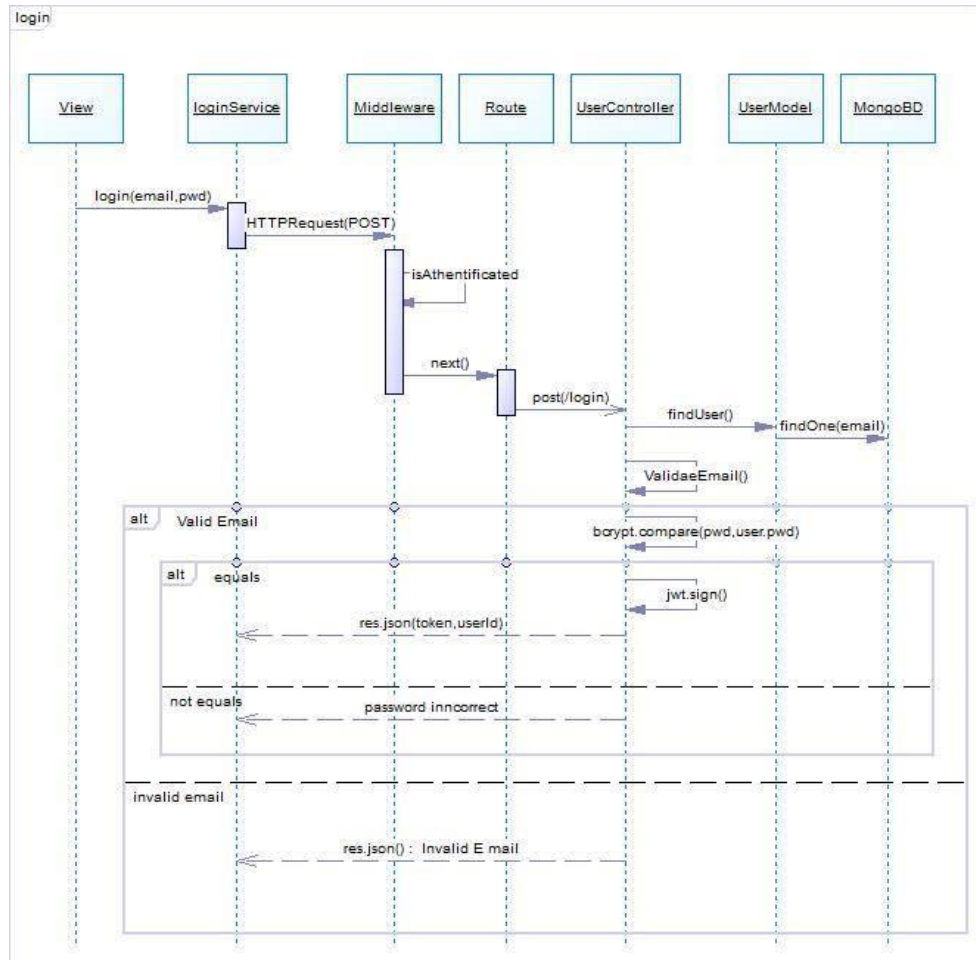 login
View
loginService
Middleware
Route
UserController
UserModel
MongoBD
login(email,pwd)
HTTPRequest(POST)
isAthentificated
next()
post(/login)
findUser()
findOne(email)
ValidaeEmail()
alt
Valid Email
bcrypt.compare(pwd,user.pwd)
alt
equals
jwt.sign()
res.json(token,userId)
not equals
password inncorrect
invalid email
res.json() : Invalid E mail